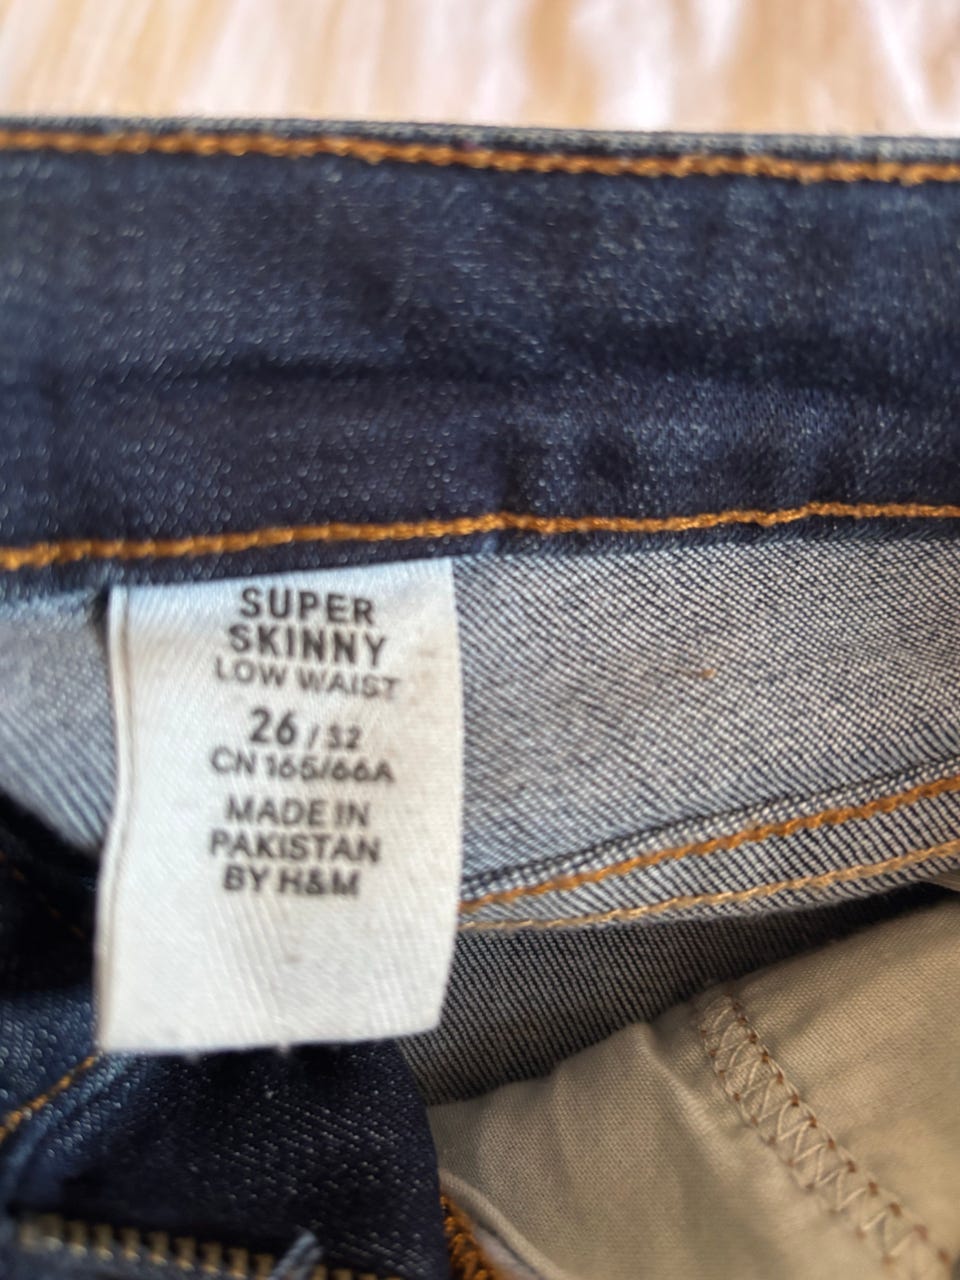 SUPER
SKINNY
LOW WAIST
26 / 32
CN 165/66A
MADE IN
PAKISTAN
BY H&M